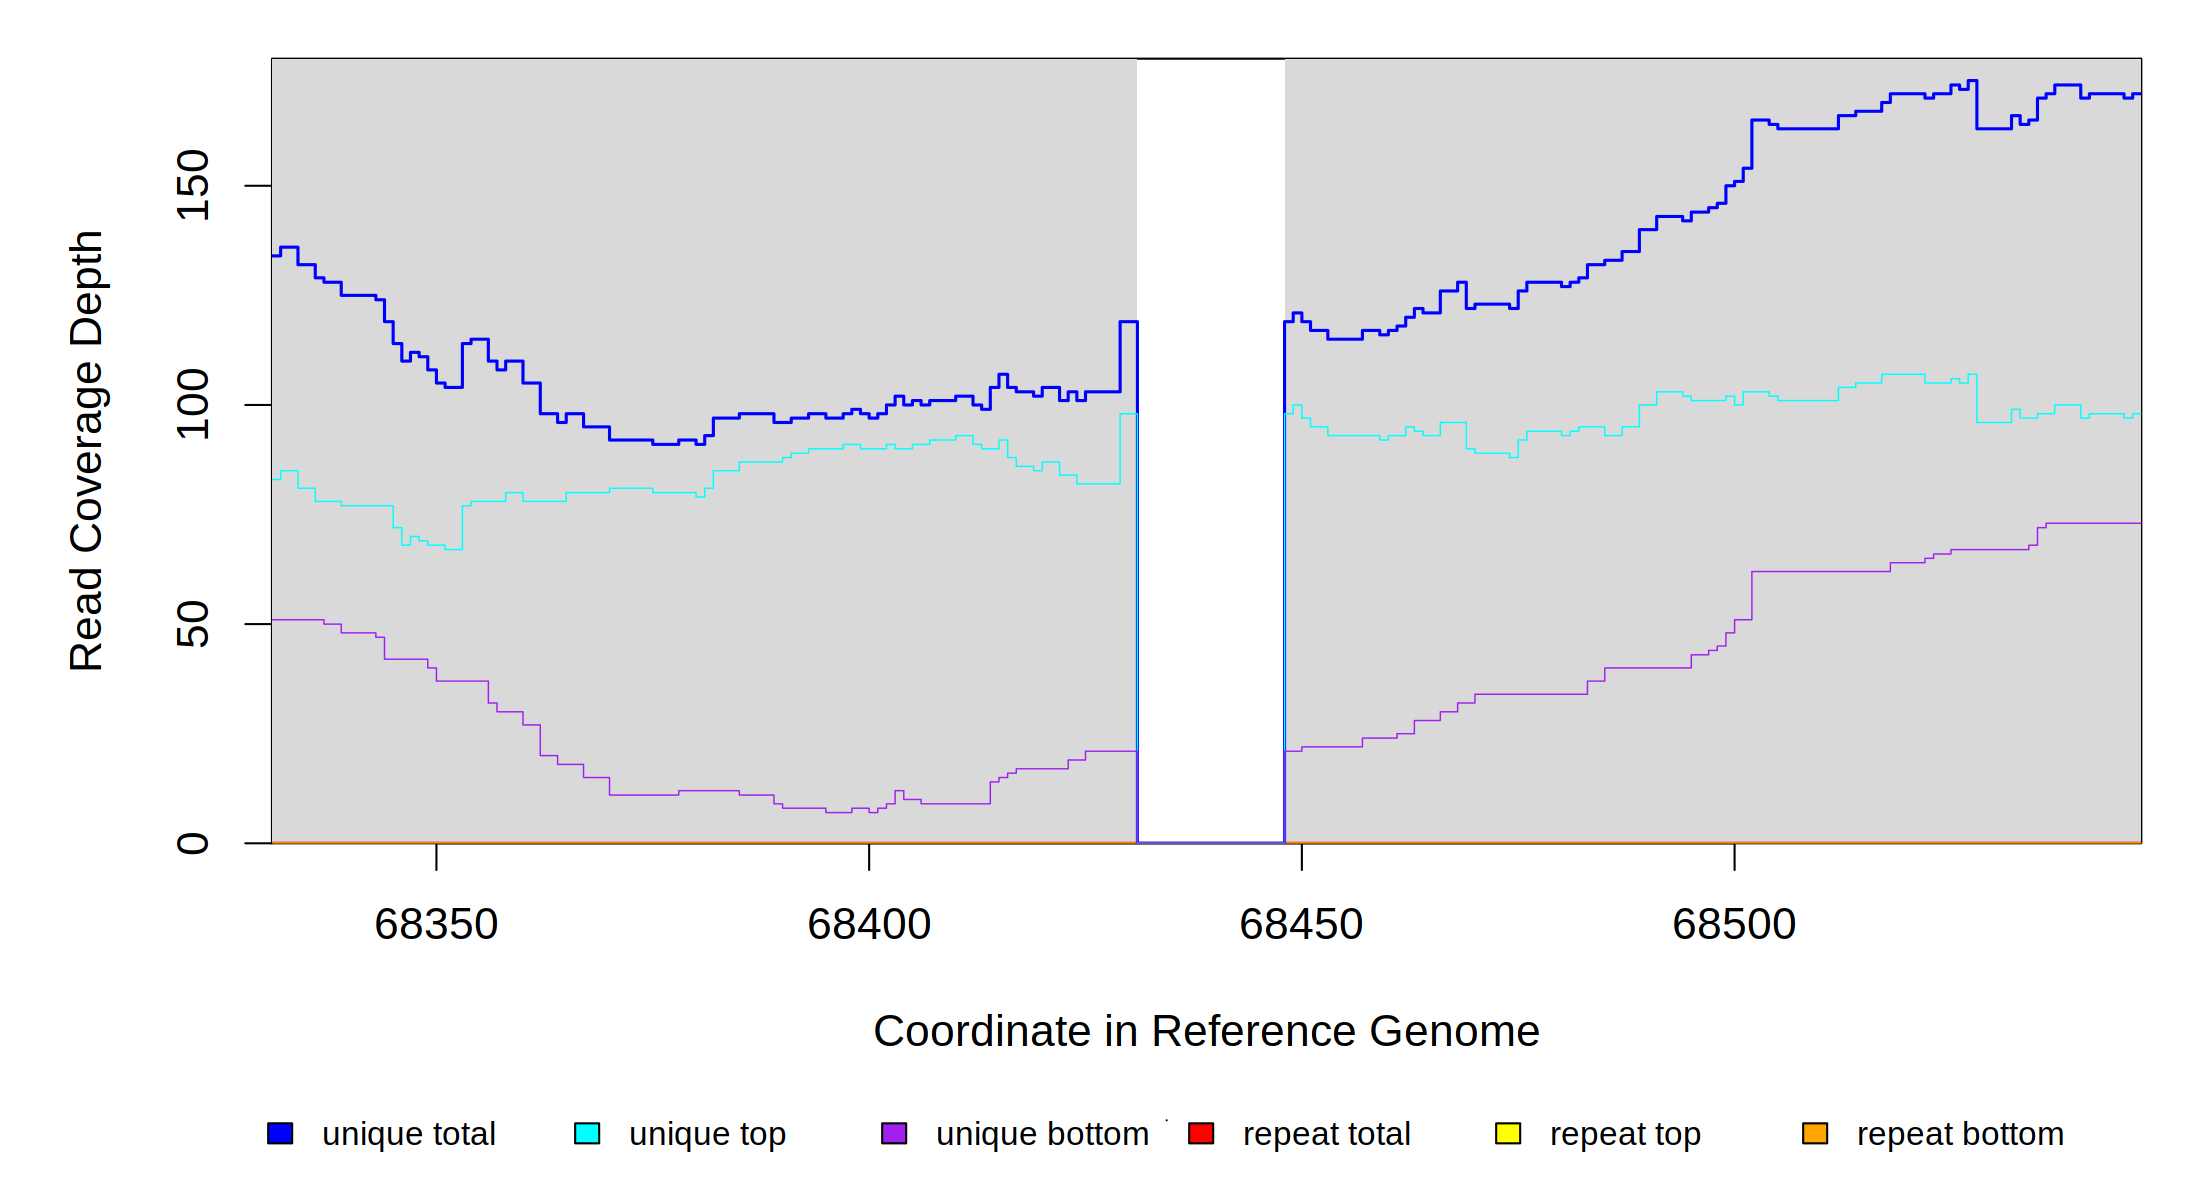 150
100
50
0
Read Coverage Depth
68350 68400 68450 68500
Coordinate in Reference Genome
unique total unique top unique bottom repeat total repeat top repeat bottom